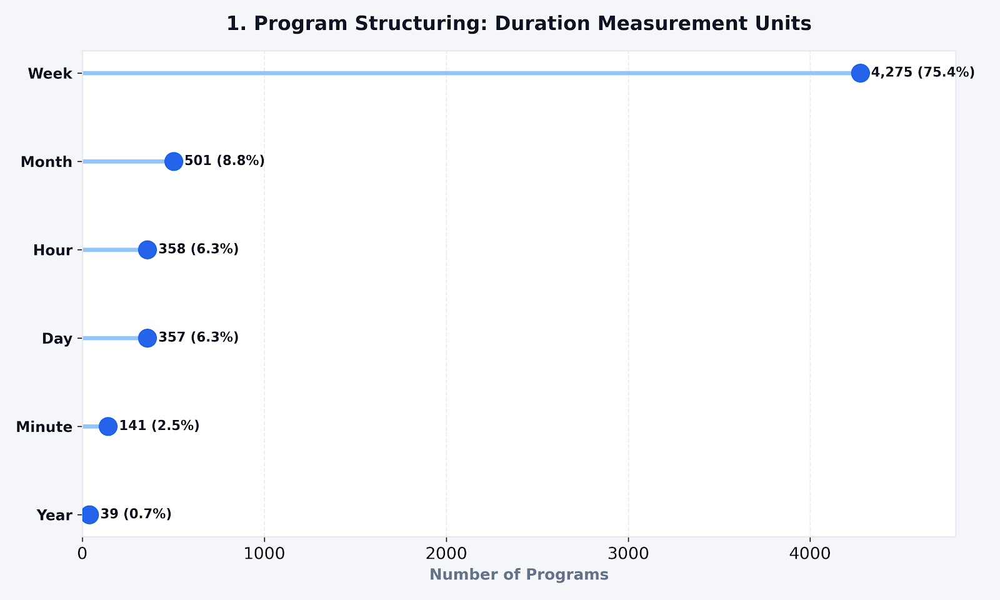 1. Program Structuring: Duration Measurement Units
Week
4,275 (75.4%)
Month
501 (8.8%)
Hour
358 (6.3%)
Day
357 (6.3%)
Minute
141 (2.5%)
Year
39 (0.7%)
0 1000 2000 3000 4000
Number of Programs